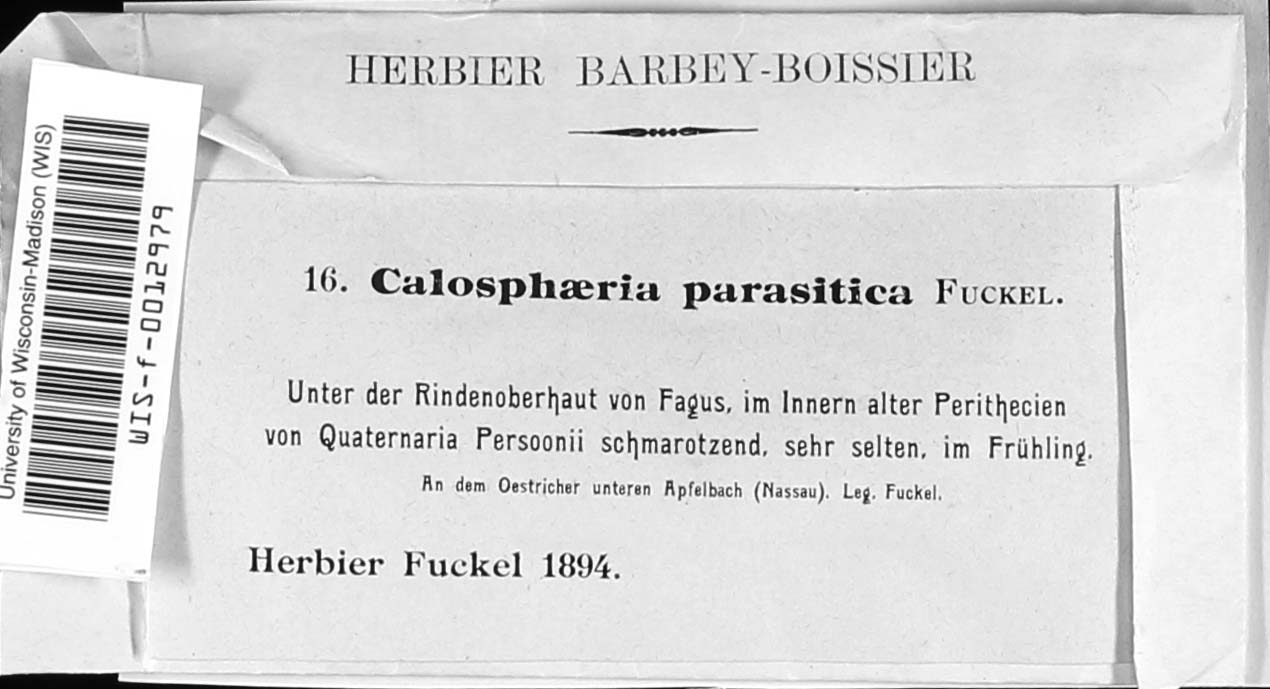 HERBIER BARBEY-BOISSIER
University of Wisconsin-Madison (WIS)
WIS-f-0012979
16. Calosphæria parasitica FUCKEL.
Unter der Rindenoberhaut von Fagus, im Innern alter Perithecien
von Quaternaria Persoonii schmarotzend, sehr selten, im Frühling.
An dem Oestricher unteren Apfelbach (Nassau). Leg. Fuckel.
Herbier Fuckel 1894.